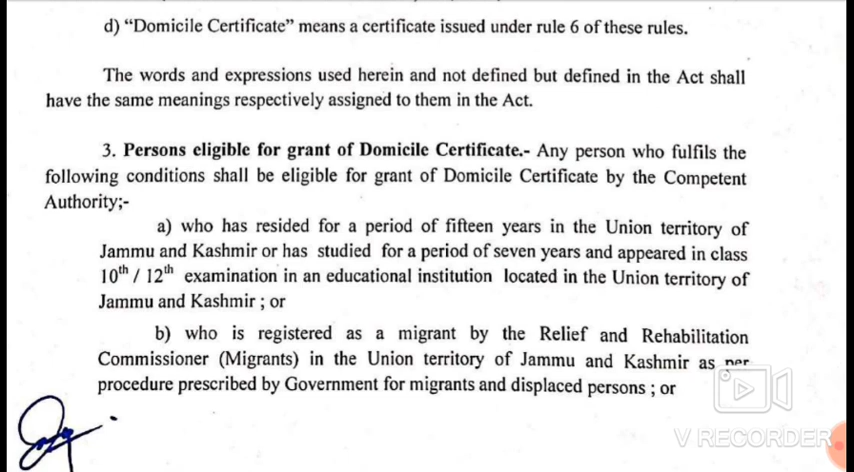 d) “Domicile Certificate” means a certificate issued under rule 6 of these rules.
The words and expressions used herein and not defined but defined in the Act shall
have the same meanings respectively assigned to them in the Act.
3. Persons eligible for grant of Domicile Certificate.- Any person who fulfils the
following conditions shall be eligible for grant of Domicile Certificate by the Competent
Authority;-
a) who has resided for a period of fifteen years in the Union territory of
Jammu and Kashmir or has studied for a period of seven years and appeared in class
10th / 12th examination in an educational institution located in the Union territory of
Jammu and Kashmir ; or
b) who is registered as a migrant by the Relief and Rehabilitation
Commissioner (Migrants) in the Union territory of Jammu and Kashmir as per
procedure prescribed by Government for migrants and displaced persons ; or
V RECORDER